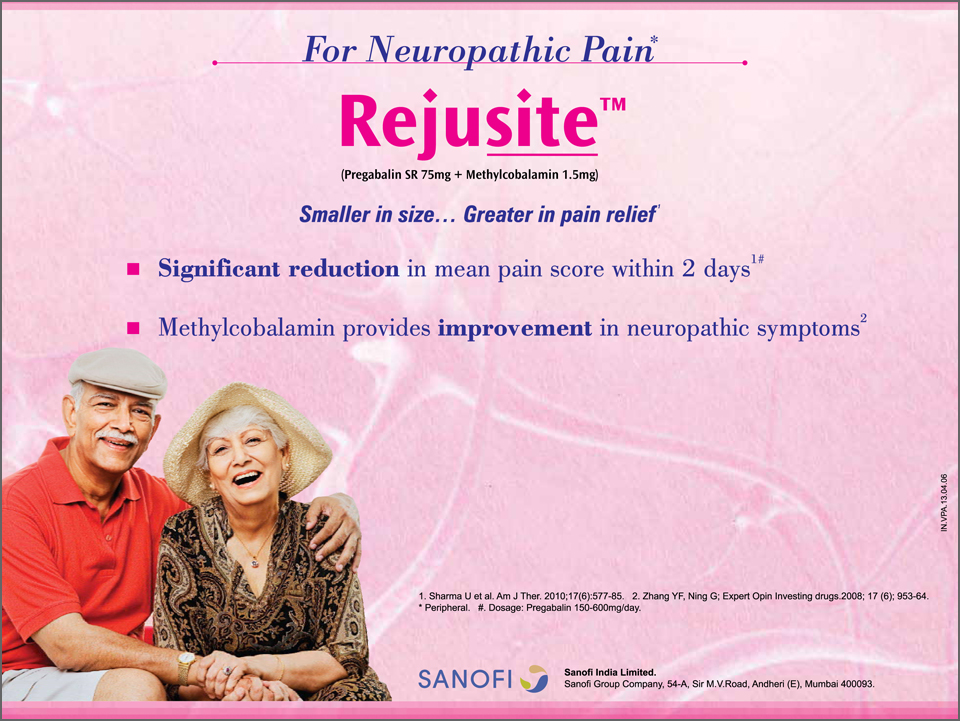 For Neuropathic Pain*
Rejusite™
(Pregabalin SR 75mg + Methylcobalamin 1.5mg)
Smaller in size… Greater in pain relief†
■ Significant reduction in mean pain score within 2 days1#
■ Methylcobalamin provides improvement in neuropathic symptoms2
IN.VPA.13.04.06
1. Sharma U et al. Am J Ther. 2010;17(6):577-85. 2. Zhang YF, Ning G; Expert Opin Investing drugs.2008; 17 (6); 953-64.
* Peripheral. #. Dosage: Pregabalin 150-600mg/day.
SANOFI
Sanofi India Limited.
Sanofi Group Company, 54-A, Sir M.V.Road, Andheri (E), Mumbai 400093.